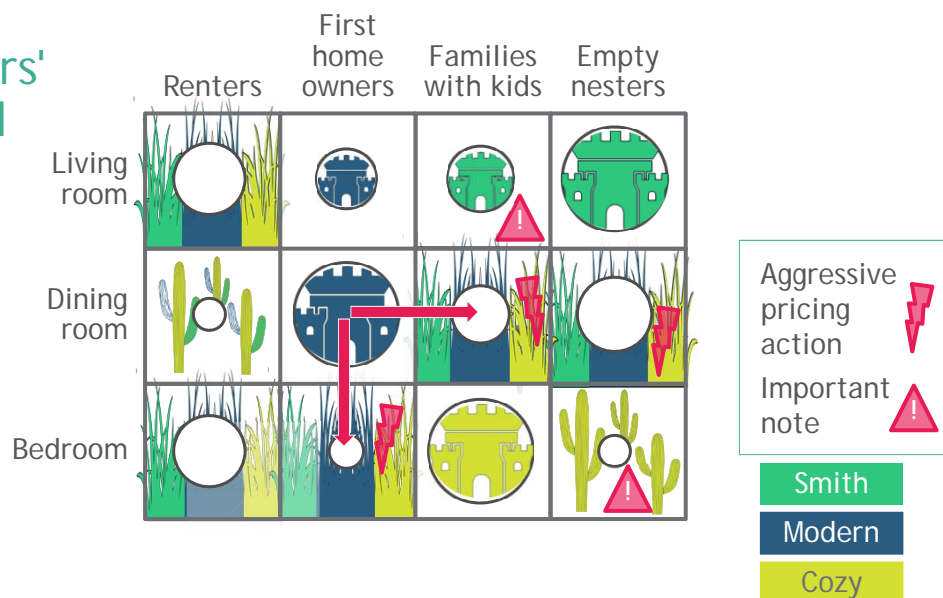 rs'
First
home
owners
Renters
Families
with kids
Empty
nesters
Living
room
!
Dining
room
Bedroom
!
Aggressive
pricing
action
Important
note
!
Smith
Modern
Cozy